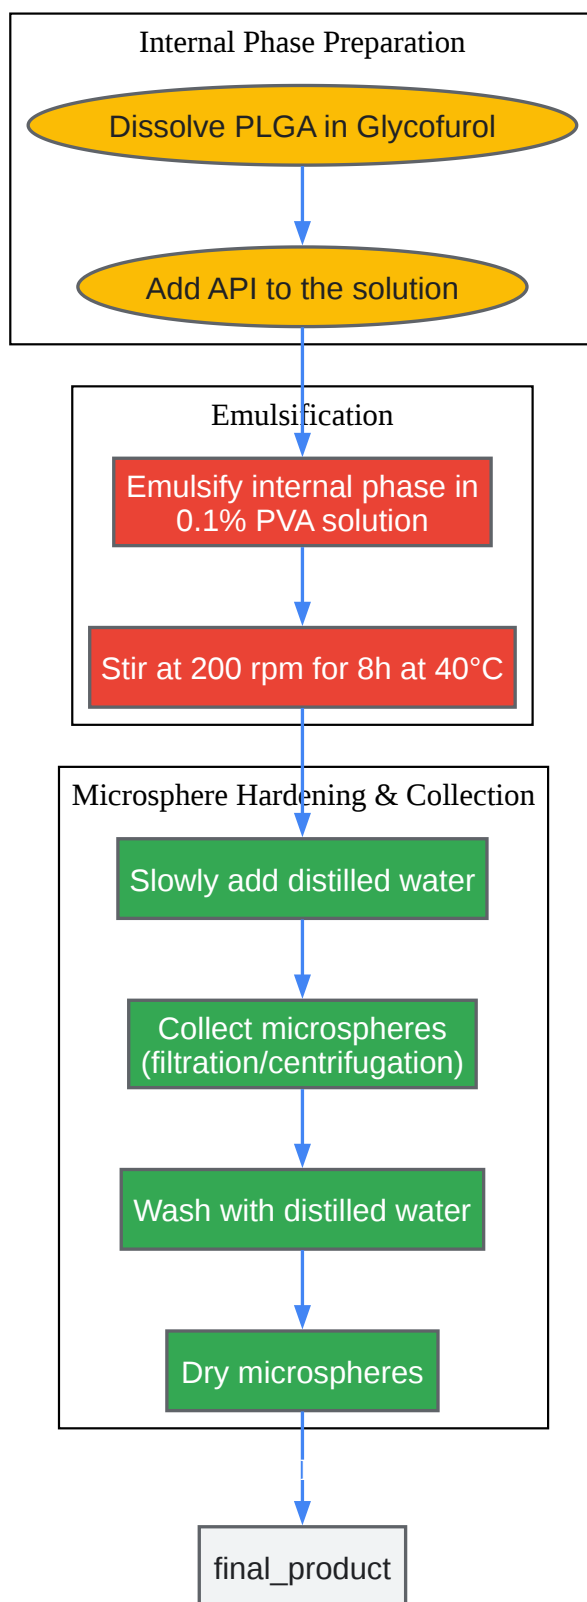 Internal Phase Preparation
Dissolve PLGA in Glycofurol
Add API to the solution
Emulsification
Emulsify internal phase in
0.1% PVA solution
Stir at 200 rpm for 8h at 40°C
Microsphere Hardening & Collection
Slowly add distilled water
Collect microspheres
(filtration/centrifugation)
Wash with distilled water
Dry microspheres
final_product